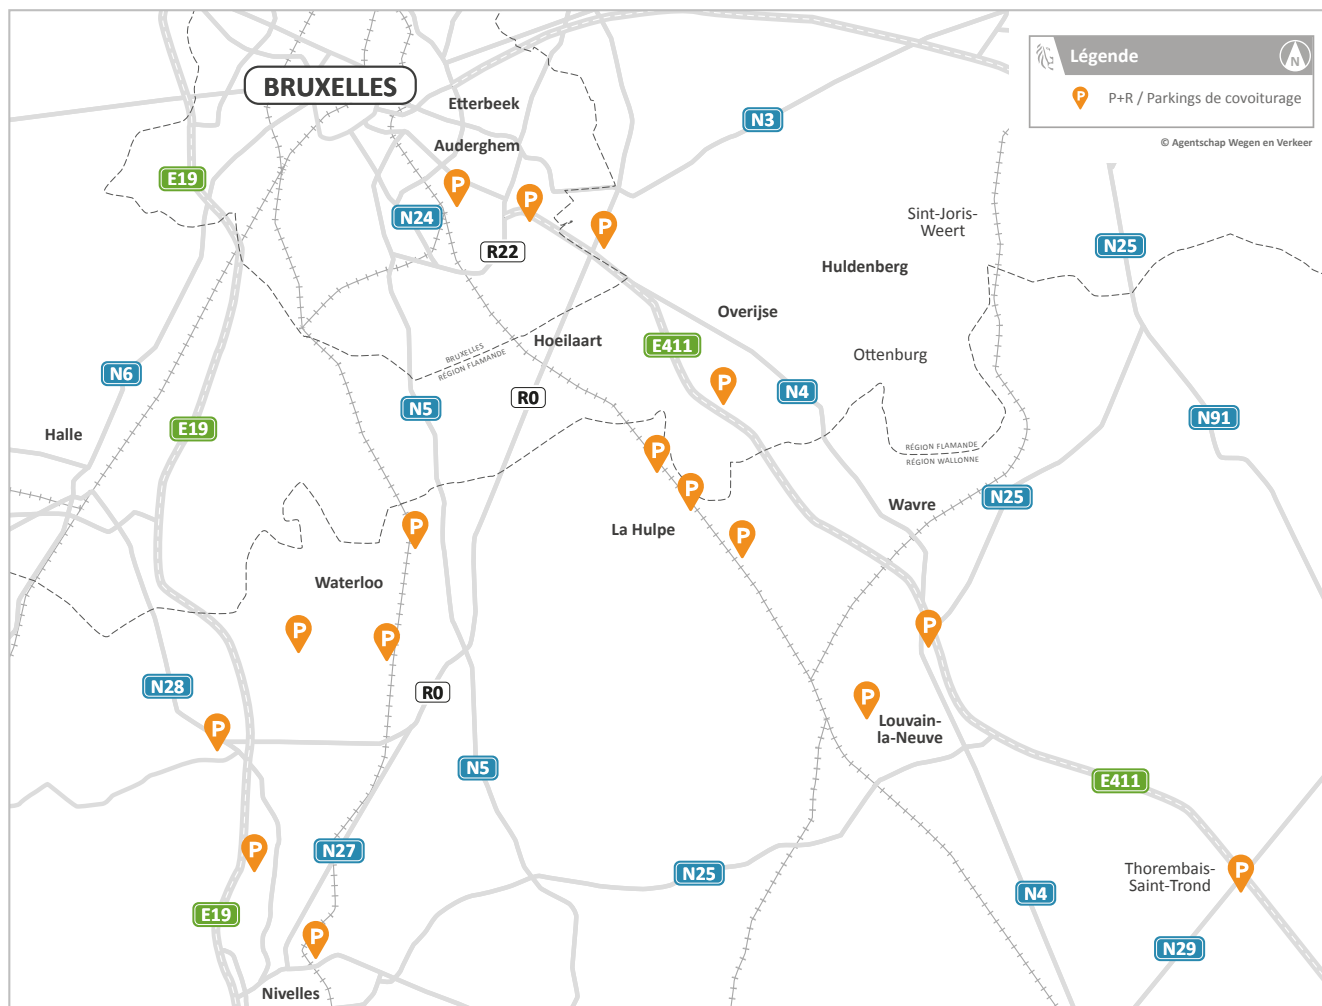 BRUXELLES
Légende
N
P P+R / Parkings de covoiturage
© Agentschap Wegen en Verkeer
Etterbeek
N3
Auderghem
E19
P
P
N24
P
Sint-Joris-
Weert
R22
N25
Huldenberg
Overijse
Hoeilaart
E411
BRUXELLES
RÉGION FLAMANDE
Ottenburg
N6
P
N4
R0
N5
N91
Halle
E19
P
RÉGION FLAMANDE
RÉGION WALLONNE
P
N25
Wavre
P
La Hulpe
P
Waterloo
P
P
P
N28
R0
P
Louvain-
la-Neuve
P
N5
E411
P
N27
N25
Thorembais-
Saint-Trond
P
N4
E19
P
N29
Nivelles